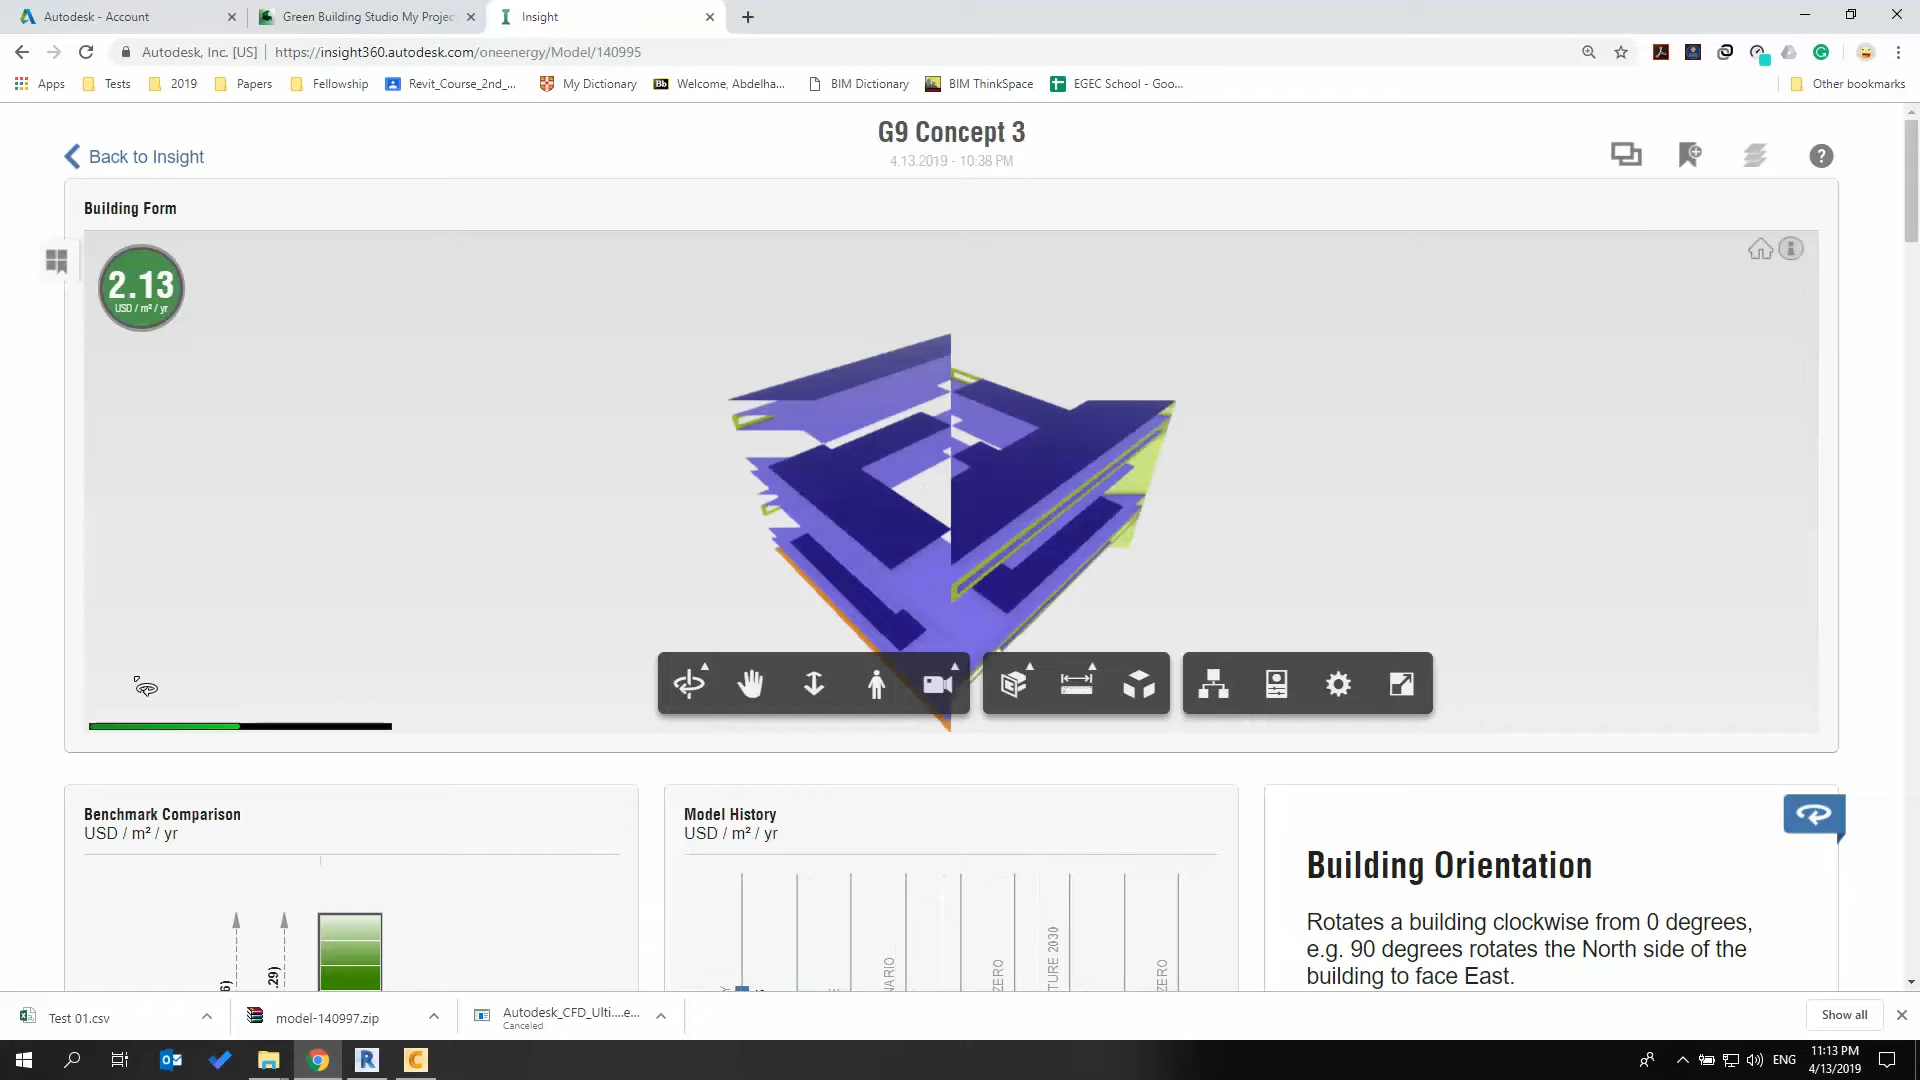 Autodesk - Account
Green Building Studio My Projec
Insight
Autodesk, Inc. [US]
https://insight360.autodesk.com/oneenergy/Model/140995
Apps
Tests
2019
Papers
Fellowship
Revit_Course_2nd_...
My Dictionary
Bb
Welcome, Abdelha...
BIM Dictionary
BIM ThinkSpace
EGEC School - Goo...
Other bookmarks
G9 Concept 3
4.13.2019 - 10:38 PM
Back to Insight
Building Form
2.13
USD / m² / yr
Benchmark Comparison
USD / m² / yr
.29)
Model History
USD / m² / yr
NARIO
ZERO
TURE 2030
ZERO
Building Orientation
Rotates a building clockwise from 0 degrees,
e.g. 90 degrees rotates the North side of the
building to face East.
Test 01.csv
model-140997.zip
Autodesk_CFD_Ulti....e...
Canceled
Show all
ENG
11:13 PM
4/13/2019